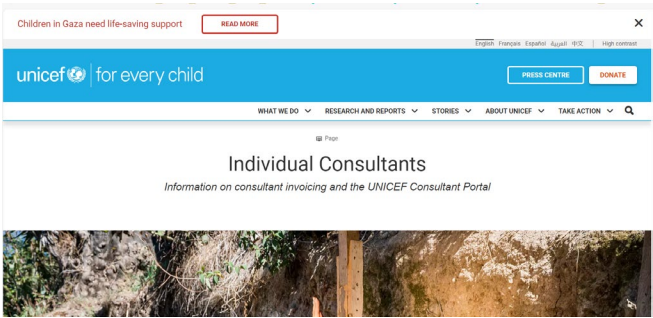 Children in Gaza need life-saving support READ MORE
English Français Español العربية 中文 High contrast
unicef for every child PRESS CENTRE DONATE
WHAT WE DO RESEARCH AND REPORTS STORIES ABOUT UNICEF TAKE ACTION
Page
Individual Consultants
Information on consultant invoicing and the UNICEF Consultant Portal